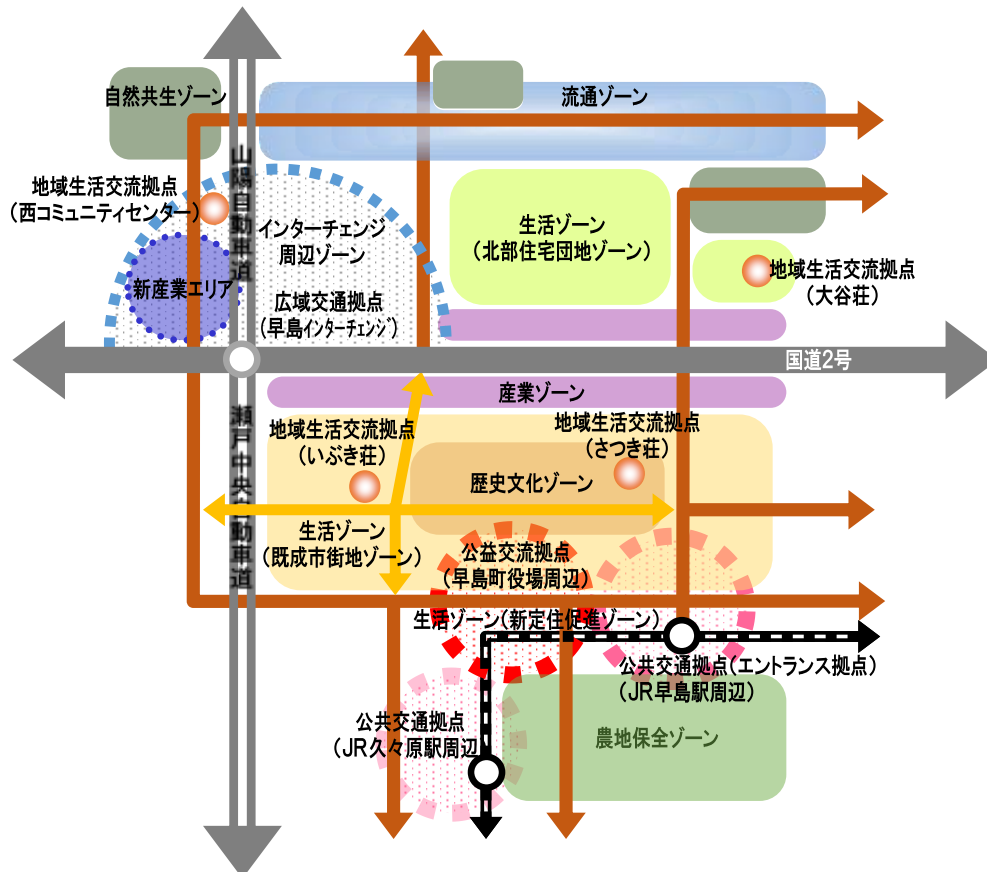 自然共生ゾーン
流通ゾーン
山陽自動車道
地域生活交流拠点
(西コミュニティセンター)
インターチェンジ
周辺ゾーン
生活ゾーン
(北部住宅団地ゾーン)
地域生活交流拠点
(大谷荘)
新産業エリア
広域交通拠点
(早島インターチェンジ)
国道2号
産業ゾーン
瀬戸中央自動車道
地域生活交流拠点
(いぶき荘)
地域生活交流拠点
(さつき荘)
歴史文化ゾーン
生活ゾーン
(既成市街地ゾーン)
公益交流拠点
(早島町役場周辺)
生活ゾーン(新定住促進ゾーン)
公共交通拠点(エントランス拠点)
(JR早島駅周辺)
公共交通拠点
(JR久々原駅周辺
農地保全ゾーン